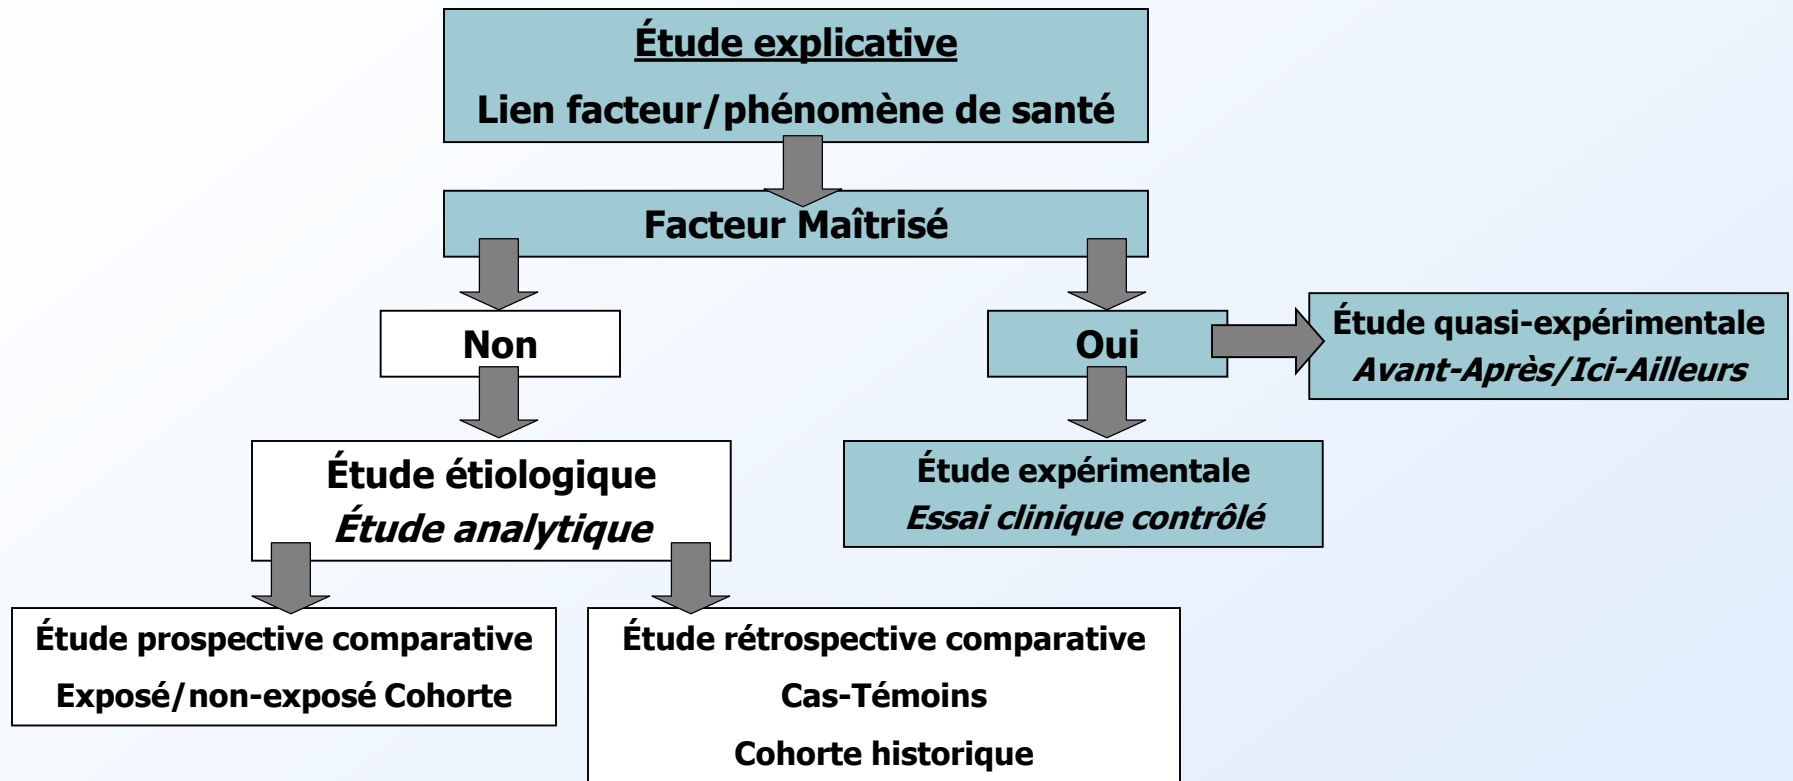 Étude explicative
Lien facteur/phénomène de santé
Facteur Maîtrisé
Non
Oui
Étude quasi-expérimentale
Avant-Après/Ici-Ailleurs
Étude étiologique
Étude analytique
Étude expérimentale
Essai clinique contrôlé
Étude prospective comparative
Exposé/non-exposé Cohorte
Étude rétrospective comparative
Cas-Témoins
Cohorte historique